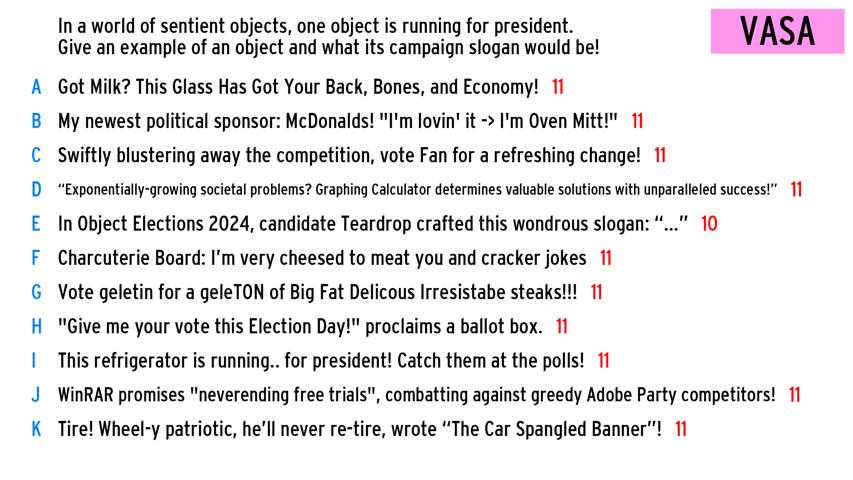 In a world of sentient objects, one object is running for president.
Give an example of an object and what its campaign slogan would be!
VASA
A Got Milk? This Glass Has Got Your Back, Bones, and Economy! 11
B My newest political sponsor: McDonalds! "I'm lovin' it -> I'm Oven Mitt!" 11
C Swiftly blustering away the competition, vote Fan for a refreshing change! 11
D “Exponentially-growing societal problems? Graphing Calculator determines valuable solutions with unparalleled success!” 11
E In Object Elections 2024, candidate Teardrop crafted this wondrous slogan: “...” 10
F Charcuterie Board: I’m very cheesed to meat you and cracker jokes 11
G Vote geletin for a geleTON of Big Fat Delicous Irresistabe steaks!!! 11
H "Give me your vote this Election Day!" proclaims a ballot box. 11
I This refrigerator is running.. for president! Catch them at the polls! 11
J WinRAR promises "neverending free trials", combatting against greedy Adobe Party competitors! 11
K Tire! Wheel-y patriotic, he’ll never re-tire, wrote “The Car Spangled Banner”! 11